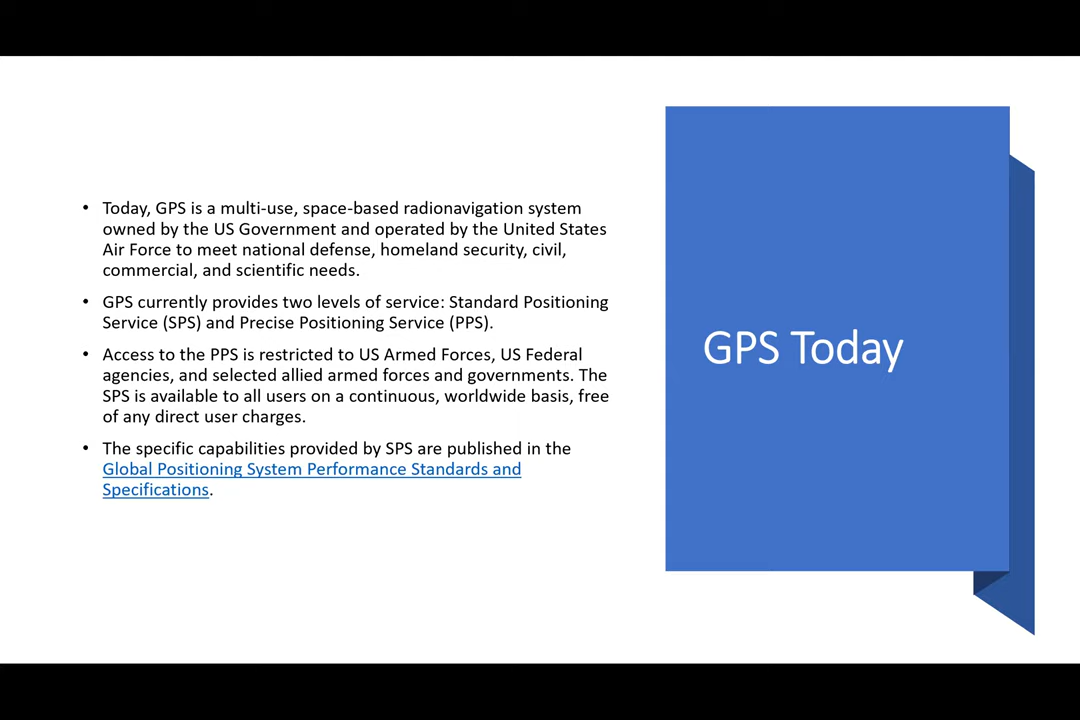 • Today, GPS is a multi-use, space-based radionavigation system
owned by the US Government and operated by the United States
Air Force to meet national defense, homeland security, civil,
commercial, and scientific needs.
• GPS currently provides two levels of service: Standard Positioning
Service (SPS) and Precise Positioning Service (PPS).
• Access to the PPS is restricted to US Armed Forces, US Federal
agencies, and selected allied armed forces and governments. The
SPS is available to all users on a continuous, worldwide basis, free
of any direct user charges.
• The specific capabilities provided by SPS are published in the
Global Positioning System Performance Standards and
Specifications.
GPS Today